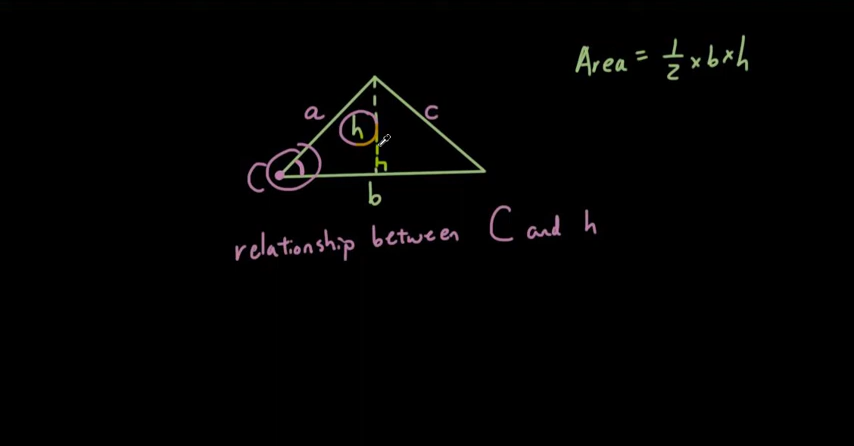 Area = 1/2 × b × h
a
h
c
C
b
relationship between C and h